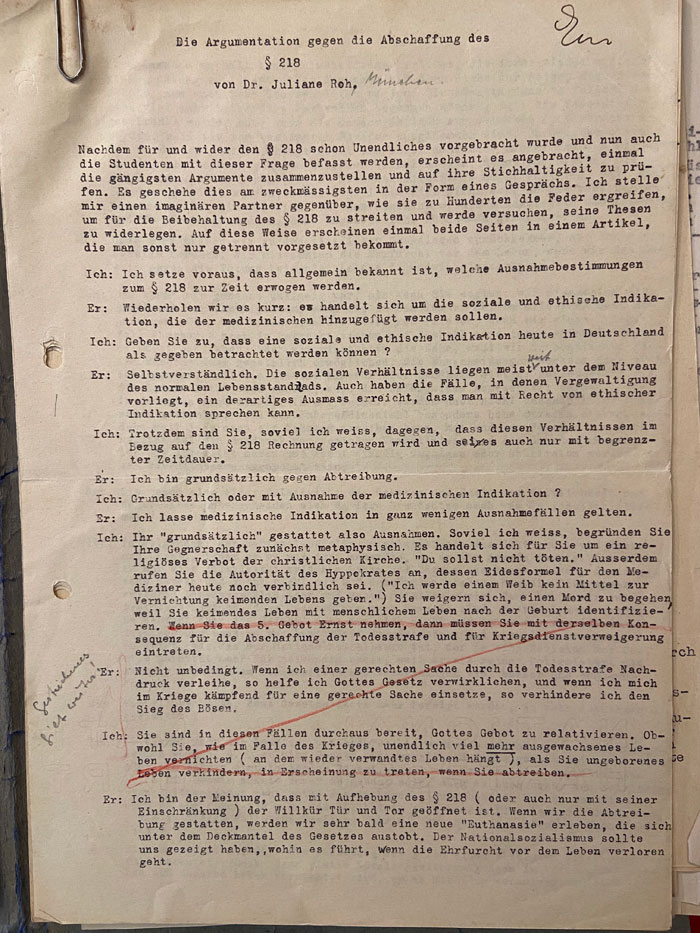 Die Argumentation gegen die Abschaffung des
§ 218
von Dr. Juliane Roh, München.
Nachdem für und wider den § 218 schon Unendliches vorgebracht wurde und nun auch
die Studenten mit dieser Frage befasst werden, erscheint es angebracht, einmal
die gängigsten Argumente zusammenzustellen und auf ihre Stichhaltigkeit zu prü-
fen. Es geschehe dies am zweckmässigsten in der Form eines Gesprächs. Ich stelle
mir einen imaginären Partner gegenüber, wie sie zu Hunderten die Feder ergreifen,
um für die Beibehaltung des § 218 zu streiten und werde versuchen, seine Thesen
zu widerlegen. Auf diese Weise erscheinen einmal beide Seiten in einem Artikel,
die man sonst nur getrennt vorgesetzt bekommt.
Ich: Ich setze voraus, dass allgemein bekannt ist, welche Ausnahmebestimmungen
zum § 218 zur Zeit erwogen werden.
Er: Wiederholen wir es kurz: es handelt sich um die soziale und ethische Indika-
tion, die der medizinischen hinzugefügt werden sollen.
Ich: Geben Sie zu, dass eine soziale und ethische Indikation heute in Deutschland
als gegeben betrachtet werden können ?
Er: Selbstverständlich. Die sozialen Verhältnisse liegen meist weit unter dem Niveau
des normalen Lebensstandads. Auch haben die Fälle, in denen Vergewaltigung
vorliegt, ein derartiges Ausmass erreicht, dass man mit Recht von ethischer
Indikation sprechen kann.
Ich: Trotzdem sind Sie, soviel ich weiss, dagegen, dass diesen Verhältnissen im
Bezug auf den § 218 Rechnung getragen wird und sei es auch nur mit begrenz-
ter Zeitdauer.
Er: Ich bin grundsätzlich gegen Abtreibung.
Ich: Grundsätzlich oder mit Ausnahme der medizinischen Indikation ?
Er: Ich lasse medizinische Indikation in ganz wenigen Ausnahmefällen gelten.
Ich: Ihr "grundsätzlich" gestattet also Ausnahmen. Soviel ich weiss, begründen Sie
Ihre Gegnerschaft zunächst metaphysisch. Es handelt sich für Sie um ein re-
ligiöses Verbot der christlichen Kirche. "Du sollst nicht töten." Ausserdem
rufen Sie die Autorität des Hyppokrates an, dessen Eidesformel für den Me-
diziner heute noch verbindlich sei. ("Ich werde einem Weib kein Mittel zur
Vernichtung keimenden Lebens geben.") Sie weigern sich, einen Mord zu begehen
weil Sie keimendes Leben mit menschlichem Leben nach der Geburt identifizie-
ren. Wenn Sie das 5. Gebot Ernst nehmen, dann müssen Sie mit derselben Kon-
sequenz für die Abschaffung der Todesstrafe und für Kriegsdienstverweigerung
eintreten.
Er: Nicht unbedingt. Wenn ich einer gerechten Sache durch die Todesstrafe Nach-
druck verleihe, so helfe ich Gottes Gesetz verwirklichen, und wenn ich mich
im Kriege kämpfend für eine gerechte Sache einsetze, so verhindere ich den
Sieg des Bösen.
Ich: Sie sind in diesen Fällen durchaus bereit, Gottes Gebot zu relativieren. Ob-
wohl Sie, wie im Falle des Krieges, unendlich viel mehr ausgewachsenes Le-
ben vernichten ( an dem wieder verwandtes Leben hängt ), als Sie ungeborenes
Leben verhindern, in Erscheinung zu treten, wenn Sie abtreiben.
Er: Ich bin der Meinung, dass mit Aufhebung des § 218 ( oder auch nur mit seiner
Einschränkung ) der Willkür Tür und Tor geöffnet ist. Wenn wir die Abtrei-
bung gestatten, werden wir sehr bald eine neue "Euthanasie" erleben, die sich
unter dem Deckmantel des Gesetzes austobt. Der Nationalsozialismus sollte
uns gezeigt haben,,wohin es führt, wenn die Ehrfurcht vor dem Leben verloren
geht.